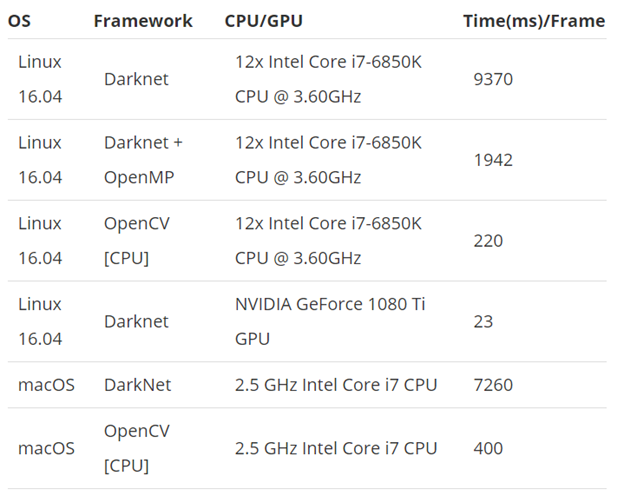 OS Framework CPU/GPU Time(ms)/Frame
Linux 16.04 Darknet 12x Intel Core i7-6850K CPU @ 3.60GHz 9370
Linux 16.04 Darknet + OpenMP 12x Intel Core i7-6850K CPU @ 3.60GHz 1942
Linux 16.04 OpenCV [CPU] 12x Intel Core i7-6850K CPU @ 3.60GHz 220
Linux 16.04 Darknet NVIDIA GeForce 1080 Ti GPU 23
macOS DarkNet 2.5 GHz Intel Core i7 CPU 7260
macOS OpenCV [CPU] 2.5 GHz Intel Core i7 CPU 400